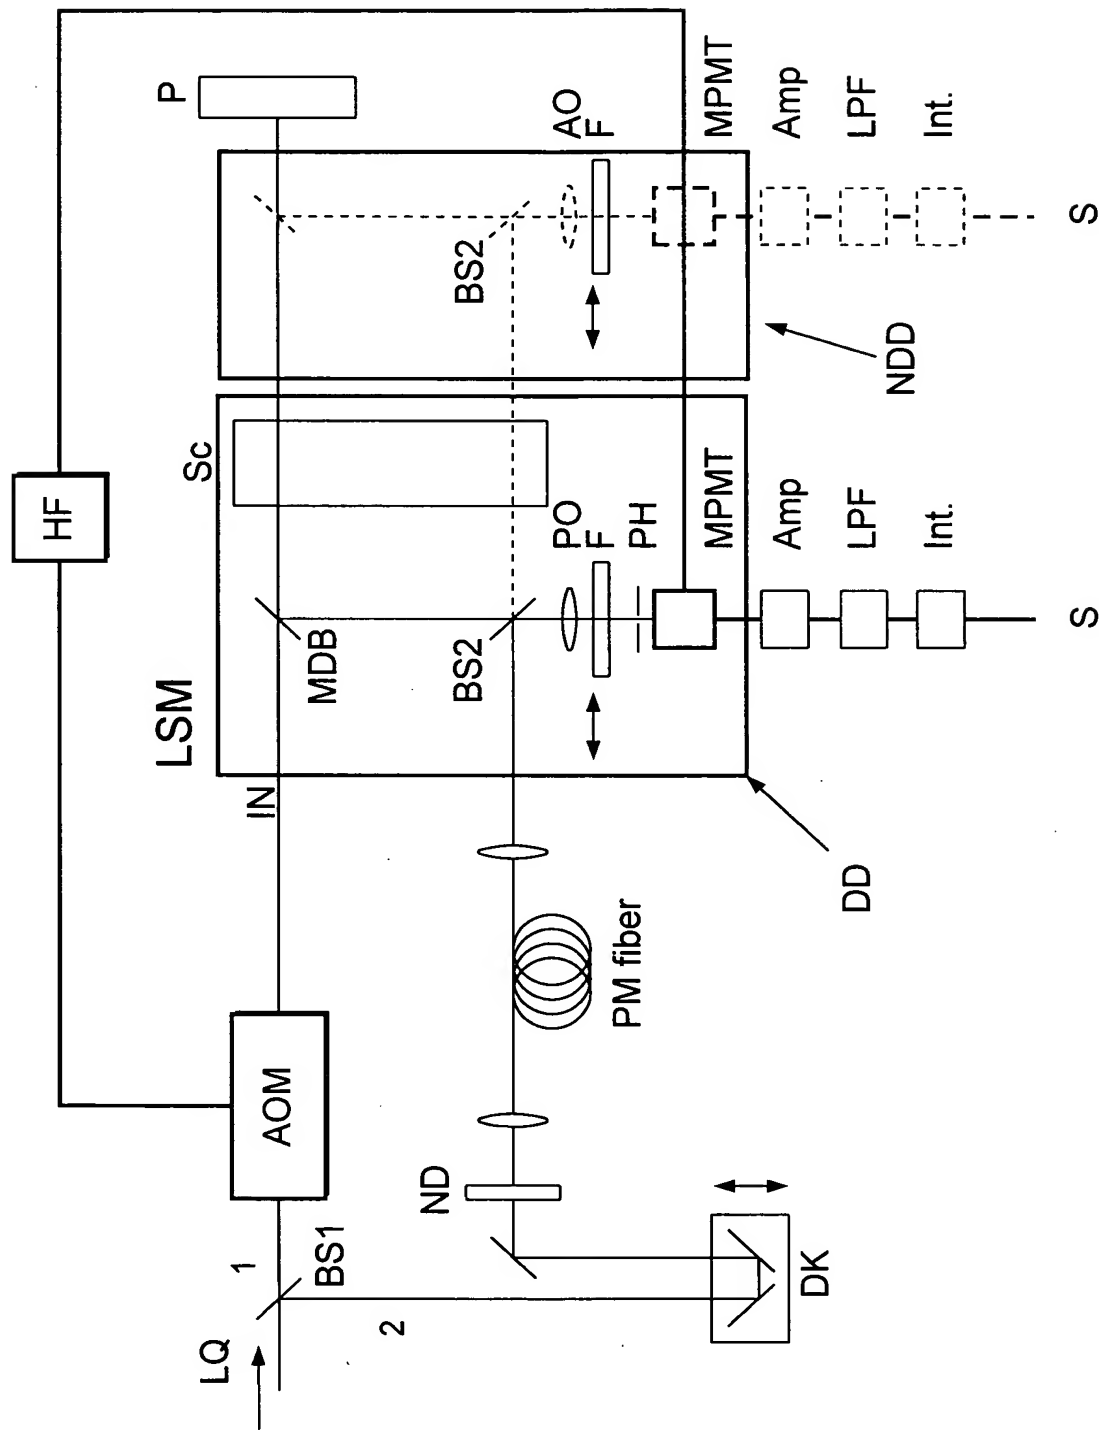 HF
P
Sc
AO
F
BS2
MPMT
Amp
LPF
Int.
S
NDD
LSM
MDB
IN
BS2
PO
F
PH
MPMT
Amp
LPF
Int.
S
DD
AOM
PM fiber
ND
1
BS1
LQ
2
DK